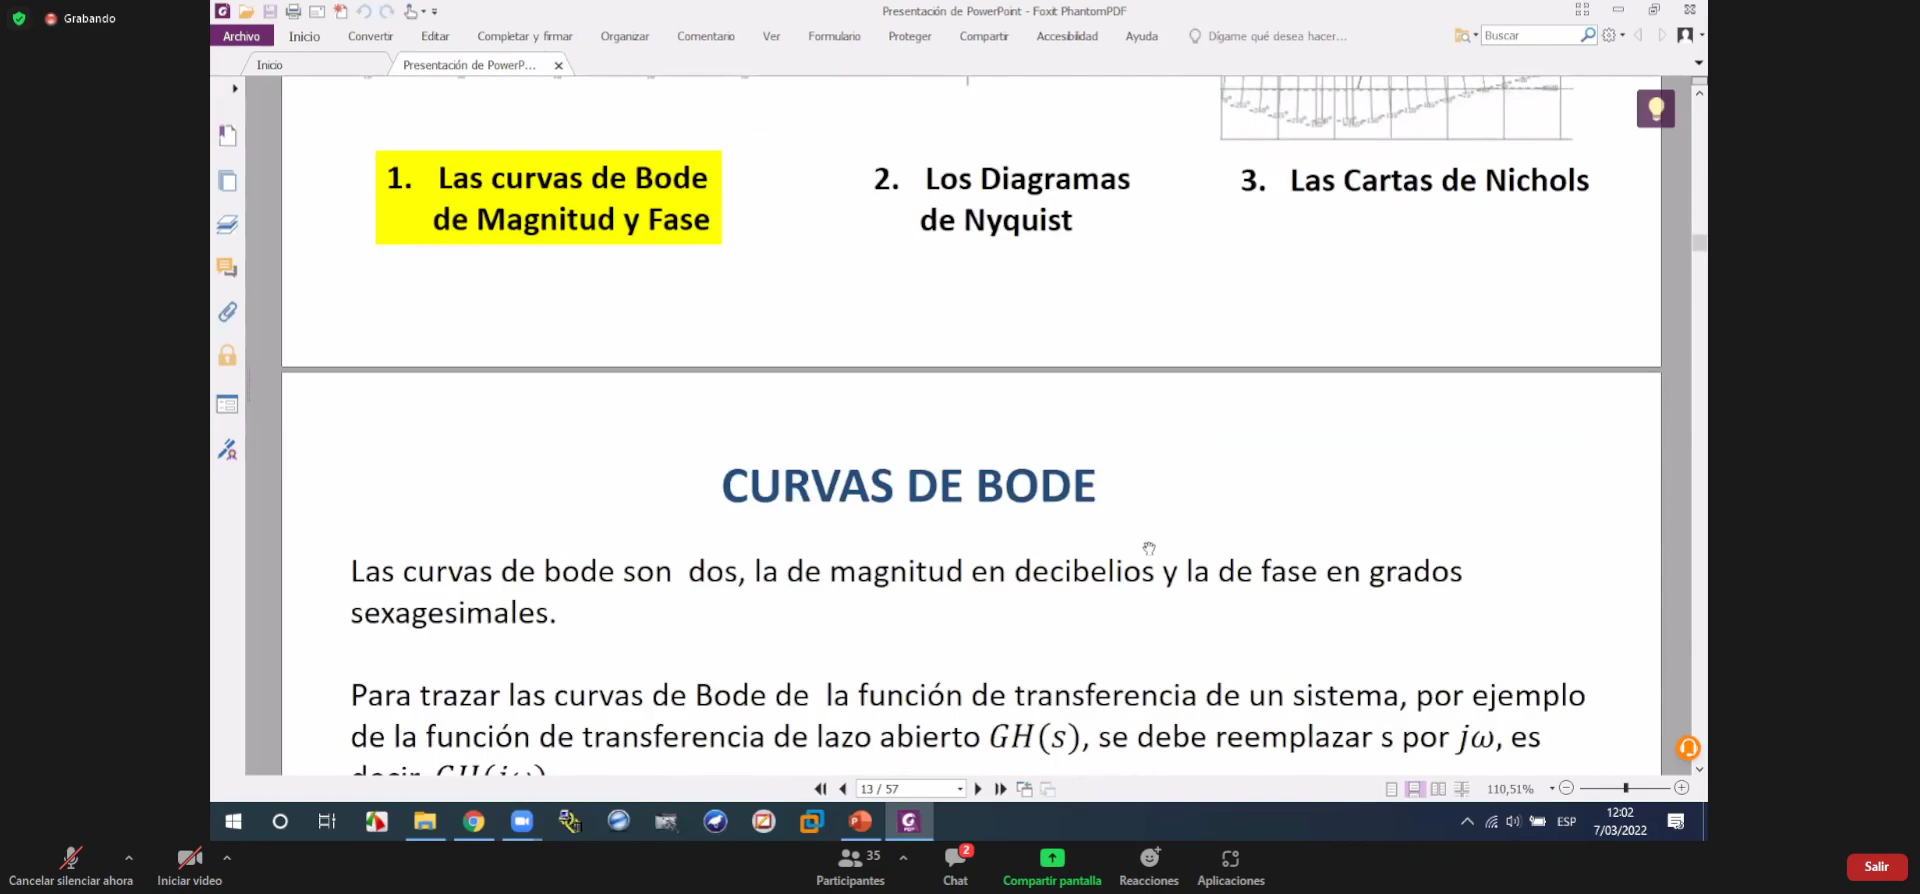 Grabando
Presentación de PowerPoint - Foxit PhantomPDF
Archivo Inicio Convertir Editar Completar y firmar Organizar Comentario Ver Formulario Proteger Compartir Accesibilidad Ayuda Dígame qué desea hacer... Buscar
Inicio Presentación de PowerP...
1. Las curvas de Bode
de Magnitud y Fase
2. Los Diagramas
de Nyquist
3. Las Cartas de Nichols
CURVAS DE BODE
Las curvas de bode son dos, la de magnitud en decibelios y la de fase en grados
sexagesimales.
Para trazar las curvas de Bode de la función de transferencia de un sistema, por ejemplo
de la función de transferencia de lazo abierto GH(s), se debe reemplazar s por jω, es
decir, GH(jω)
13 / 57 110,51%
ESP
12:02
7/03/2022
35 2
Cancelar silenciar ahora Iniciar video Participantes Chat Compartir pantalla Reacciones Aplicaciones Salir